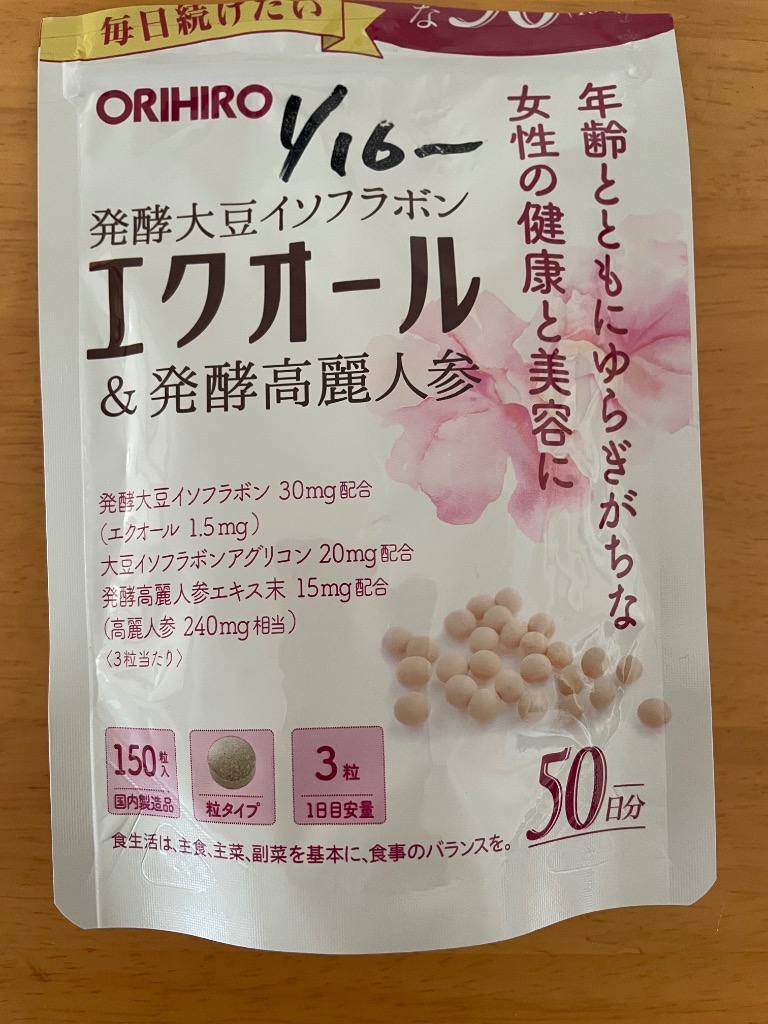 毎日続けたい
ORIHIRO
1/16ー
発酵大豆イソフラボン
エクオール
&発酵高麗人参
年齢とともにゆらぎがちな
女性の健康と美容に
発酵大豆イソフラボン 30mg配合
(エクオール 1.5mg)
大豆イソフラボンアグリコン 20mg配合
発酵高麗人参エキス末 15mg配合
(高麗人参 240mg相当)
〈3粒当たり〉
150粒入
国内製造品
粒タイプ
3粒
1日目安量
50日分
食生活は、主食、主菜、副菜を基本に、食事のバランスを。